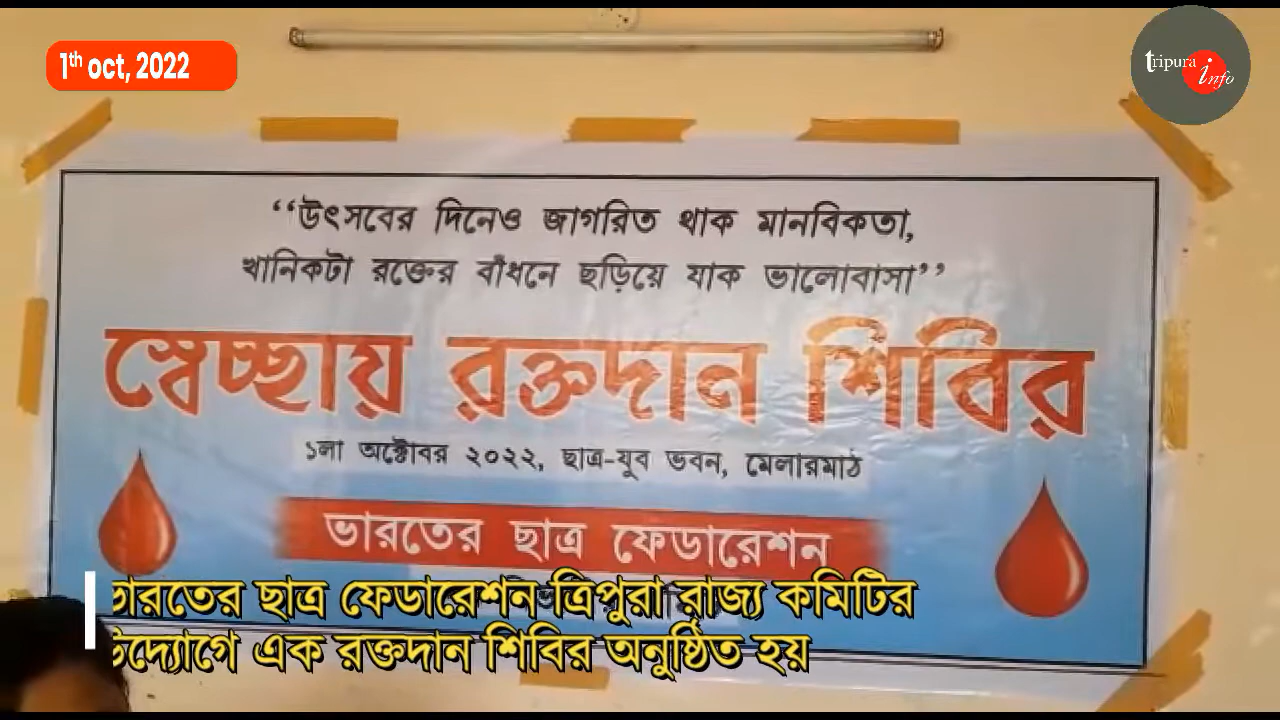 1th oct, 2022
tripura info
‘‘উৎসবের দিনেও জাগরিত থাক মানবিকতা,
খানিকটা রক্তের বাঁধনে ছড়িয়ে যাক ভালোবাসা’’
স্বেচ্ছায় রক্তদান শিবির
১লা অক্টোবর ২০২২, ছাত্র-যুব ভবন, মেলারমাঠ
ভারতের ছাত্র ফেডারেশন
ভারতের ছাত্র ফেডারেশন ত্রিপুরা রাজ্য কমিটির
উদ্যোগে এক রক্তদান শিবির অনুষ্ঠিত হয়